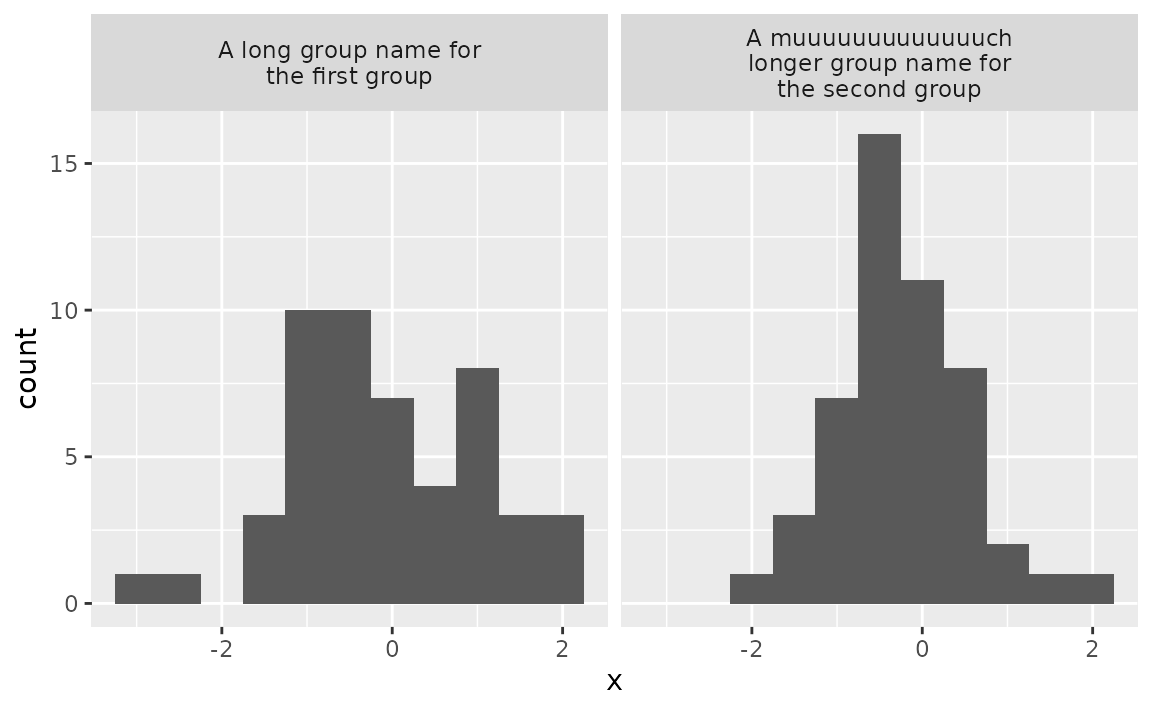 A long group name for
the first group
A muuuuuuuuuuuuuch
longer group name for
the second group
15
10
5
0
count
-2
0
2
-2
0
2
x